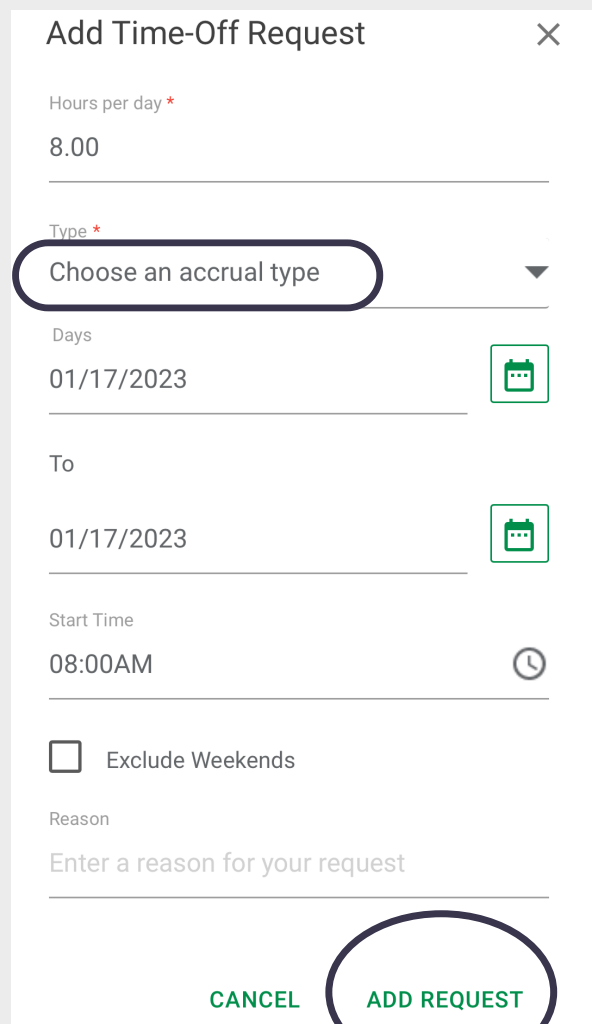 Add Time-Off Request
Hours per day *
8.00
Type *
Choose an accrual type
Days
01/17/2023
To
01/17/2023
Start Time
08:00AM
Exclude Weekends
Reason
Enter a reason for your request
CANCEL ADD REQUEST